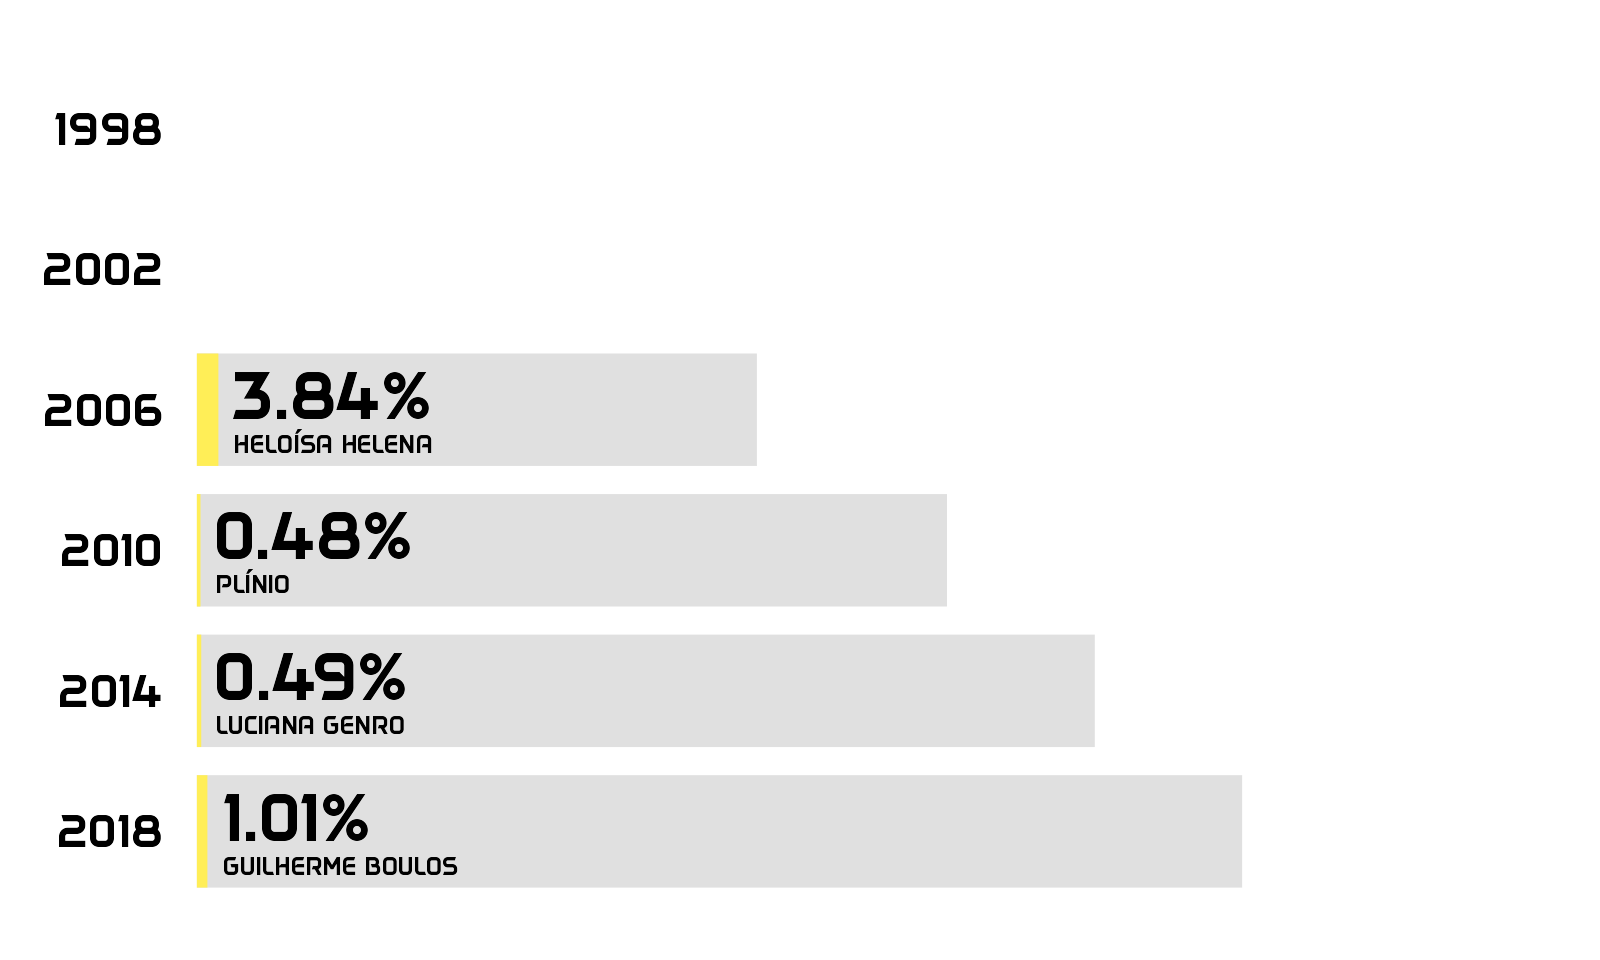 1998
2002
2006
3.84%
HELOÍSA HELENA
2010
0.48%
PLÍNIO
2014
0.49%
LUCIANA GENRO
2018
1.01%
GUILHERME BOULOS